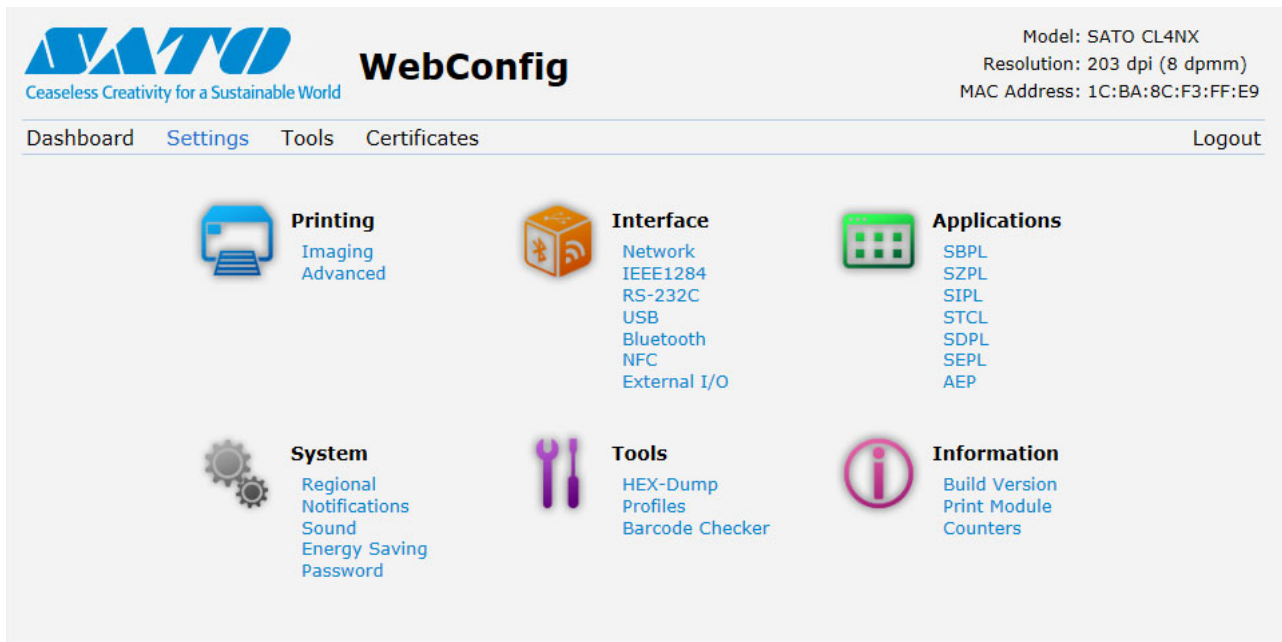 SATO
Ceaseless Creativity for a Sustainable World
WebConfig
Model: SATO CL4NX
Resolution: 203 dpi (8 dpmm)
MAC Address: 1C:BA:8C:F3:FF:E9
Dashboard Settings Tools Certificates Logout
Printing
Imaging
Advanced
Interface
Network
IEEE1284
RS-232C
USB
Bluetooth
NFC
External I/O
Applications
SBPL
SZPL
SIPL
STCL
SDPL
SEPL
AEP
System
Regional
Notifications
Sound
Energy Saving
Password
Tools
HEX-Dump
Profiles
Barcode Checker
Information
Build Version
Print Module
Counters